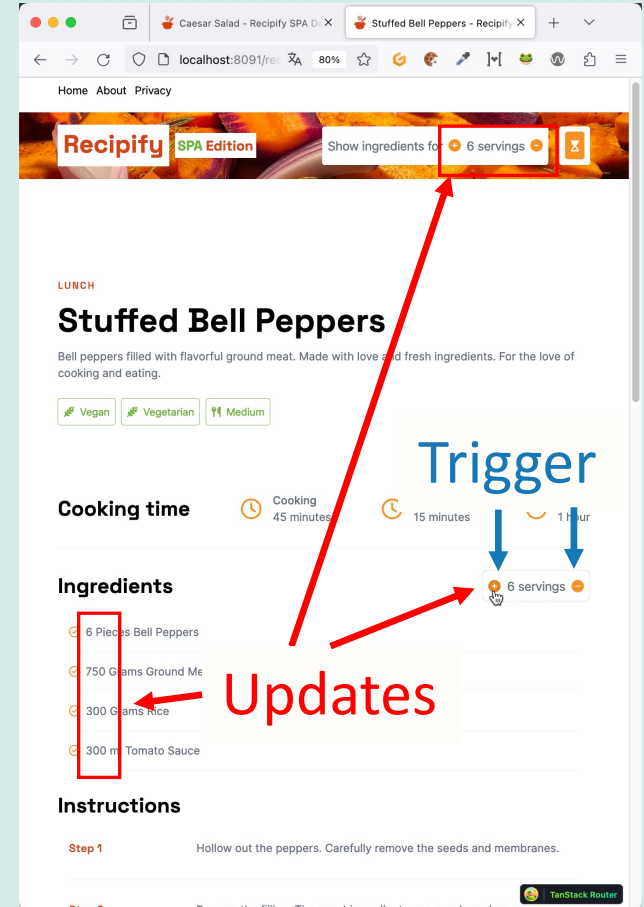 Caesar Salad - Recipify SPA D
Stuffed Bell Peppers - Recipify
localhost:8091/rec
80%
Home About Privacy
Recipify SPA Edition
Show ingredients for 6 servings
LUNCH
Stuffed Bell Peppers
Bell peppers filled with flavorful ground meat. Made with love and fresh ingredients. For the love of
cooking and eating.
Vegan Vegetarian Medium
Trigger
Cooking time
Cooking
45 minutes
15 minutes
1 hour
Ingredients
6 servings
6 Pieces Bell Peppers
750 Grams Ground Me
300 Grams Rice
300 ml Tomato Sauce
Updates
Instructions
Step 1 Hollow out the peppers. Carefully remove the seeds and membranes.
TanStack Router